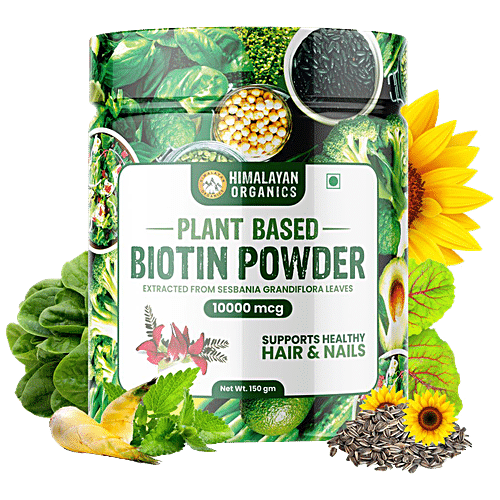 HIMALAYAN
ORGANICS
PLANT BASED
BIOTIN POWDER
EXTRACTED FROM SESBANIA GRANDIFLORA LEAVES
10000 mcg
SUPPORTS HEALTHY
HAIR & NAILS
Net Wt. 150 gm